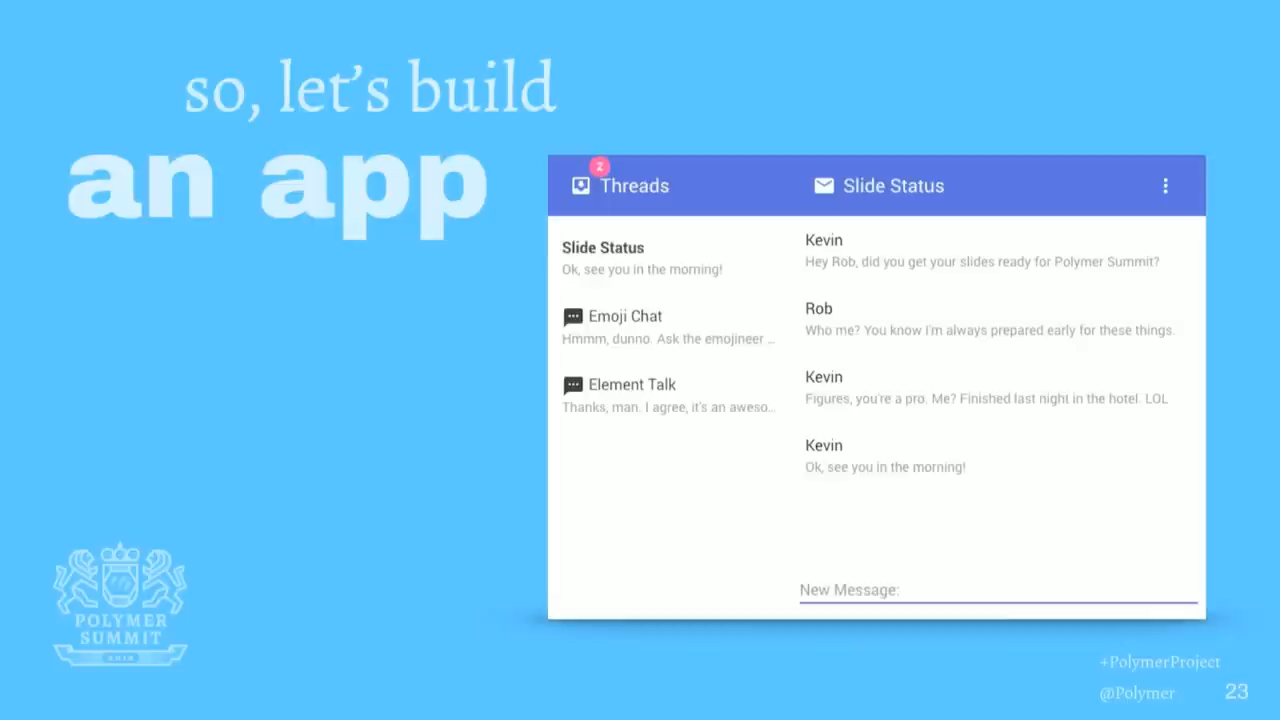 so, let's build
an app
2
Threads
Slide Status
Slide Status
Ok, see you in the morning!
Emoji Chat
Hmmm, dunno. Ask the emojineer ...
Element Talk
Thanks, man. I agree, it's an aweso...
Kevin
Hey Rob, did you get your slides ready for Polymer Summit?
Rob
Who me? You know I'm always prepared early for these things.
Kevin
Figures, you're a pro. Me? Finished last night in the hotel. LOL
Kevin
Ok, see you in the morning!
New Message:
POLYMER
SUMMIT
+PolymerProject
@Polymer
23